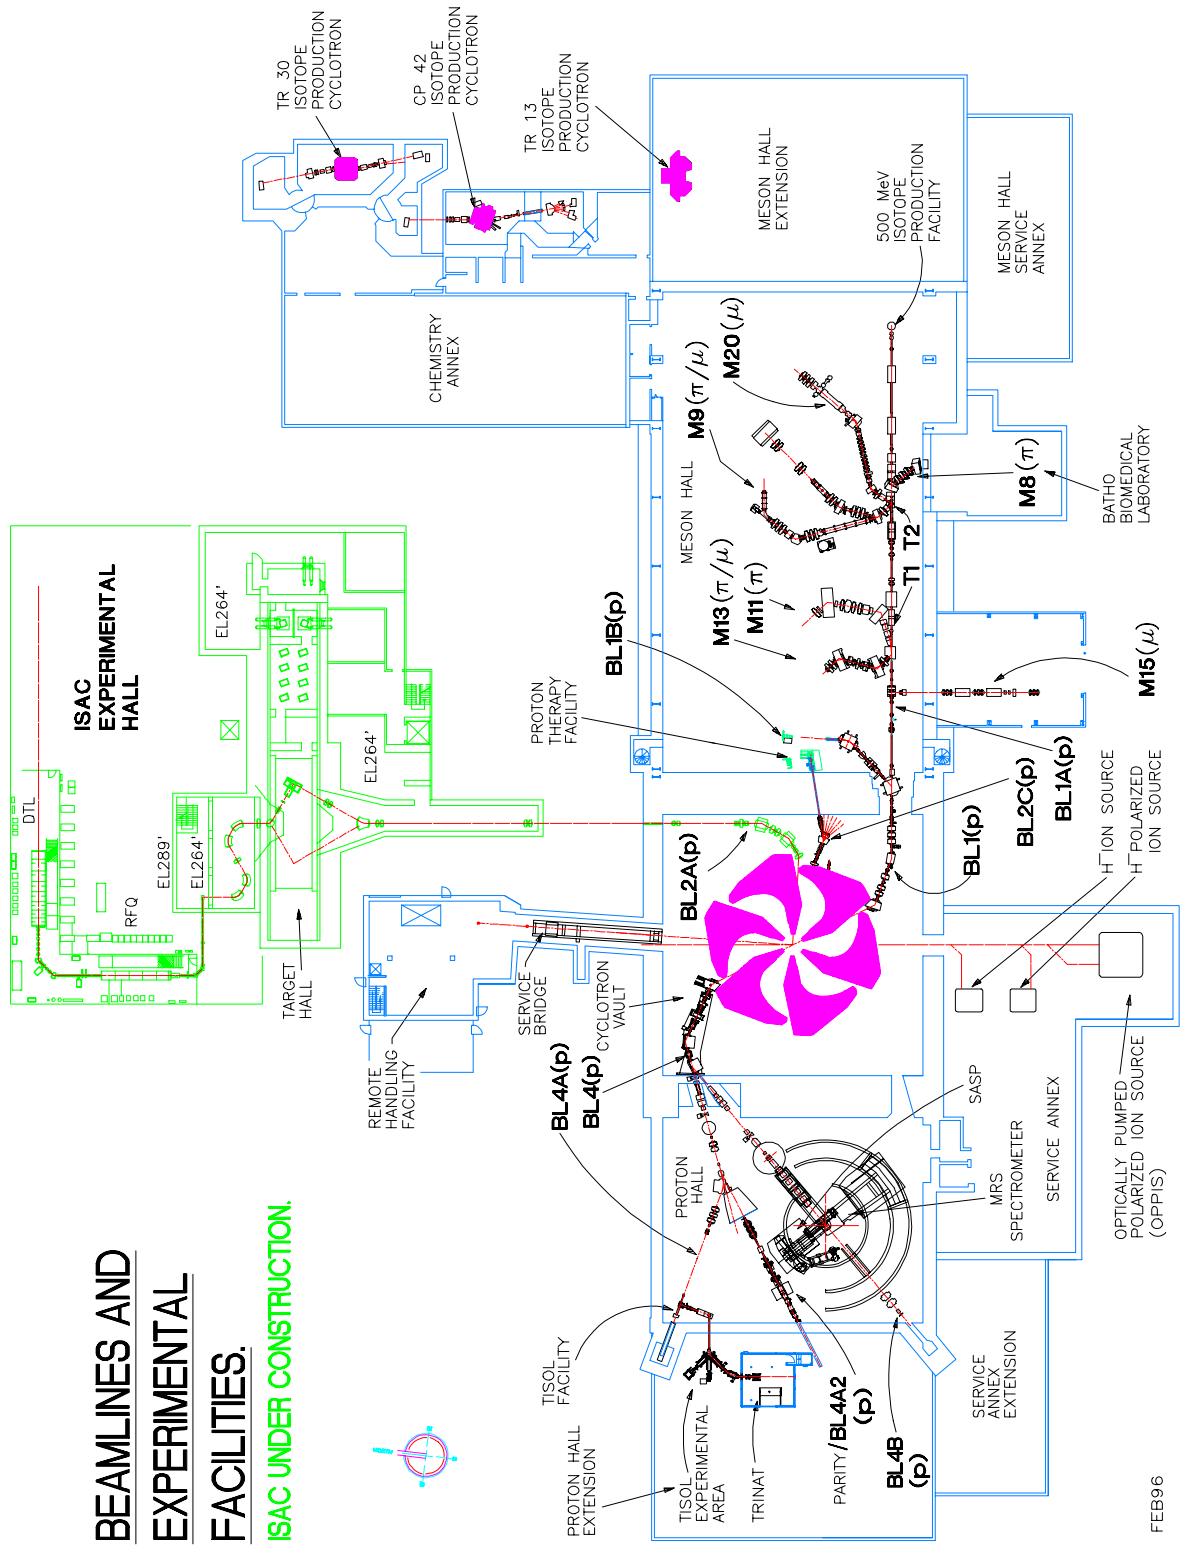 BEAMLINES AND
EXPERIMENTAL
FACILITIES.
ISAC UNDER CONSTRUCTION.
ISAC
EXPERIMENTAL
HALL
DTL
RFQ
EL289'
EL264'
EL264'
EL264'
TARGET
HALL
TR 30
ISOTOPE
PRODUCTION
CYCLOTRON
CP 42
ISOTOPE
PRODUCTION
CYCLOTRON
TR 13
ISOTOPE
PRODUCTION
CYCLOTRON
CHEMISTRY
ANNEX
MESON HALL
EXTENSION
MESON HALL
SERVICE
ANNEX
500 MeV
ISOTOPE
PRODUCTION
FACILITY
MESON HALL
M20(μ)
M9(π/μ)
M13(π/μ)
M11(π)
BL1B(p)
PROTON
THERAPY
FACILITY
T1
T2
M8(π)
BATHO
BIOMEDICAL
LABORATORY
M15(μ)
BL1A(p)
BL2C(p)
BL1(p)
BL2A(p)
H⁻ION SOURCE
H⁻POLARIZED
ION SOURCE
REMOTE
HANDLING
FACILITY
SERVICE
BRIDGE
CYCLOTRON
VAULT
BL4A(p)
BL4(p)
PROTON
HALL
SASP
MRS
SPECTROMETER
SERVICE ANNEX
OPTICALLY PUMPED
POLARIZED ION SOURCE
(OPPIS)
TISOL
FACILITY
PROTON HALL
EXTENSION
TISOL
EXPERIMENTAL
AREA
TRINAT
PARITY/BL4A2
(p)
BL4B
(p)
SERVICE
ANNEX
EXTENSION
FEB96